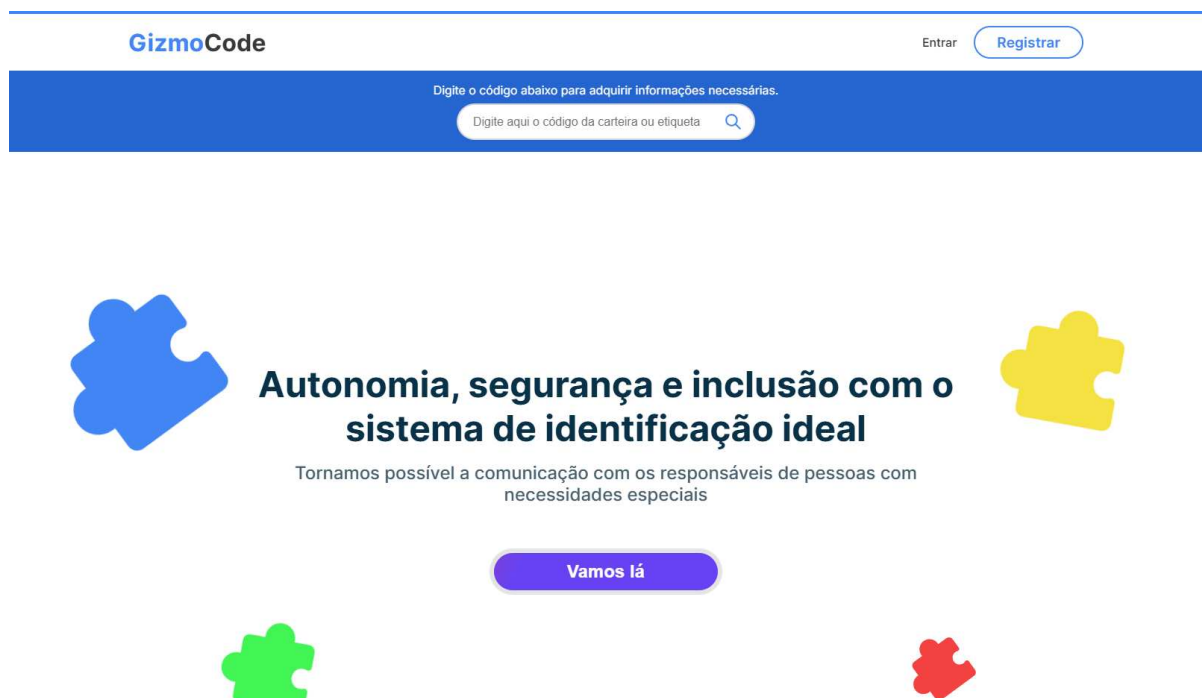 GizmoCode
Entrar
Registrar
Digite o código abaixo para adquirir informações necessárias.
Digite aqui o código da carteira ou etiqueta
Autonomia, segurança e inclusão com o
sistema de identificação ideal
Tornamos possível a comunicação com os responsáveis de pessoas com
necessidades especiais
Vamos lá